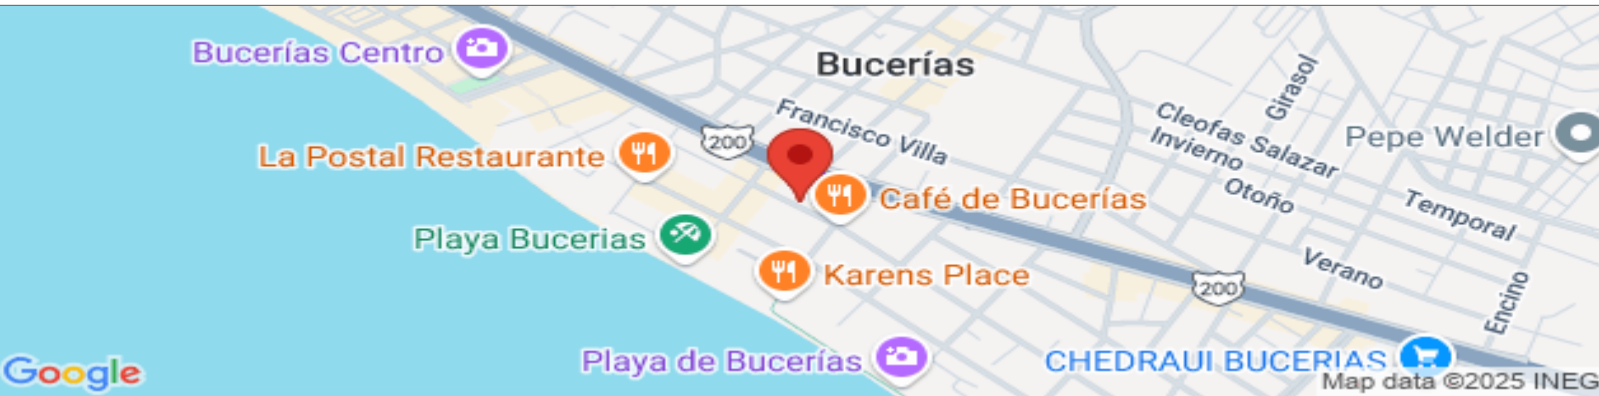 Bucerías Centro
Bucerías
Girasol
Francisco Villa
Cleofas Salazar
Invierno
Pepe Welder
200
La Postal Restaurante
Otoño
Café de Bucerías
Temporal
Playa Bucerias
Verano
Karens Place
200
Encino
Playa de Bucerías
CHEDRAUI BUCERIAS
Google
Map data ©2025 INEG